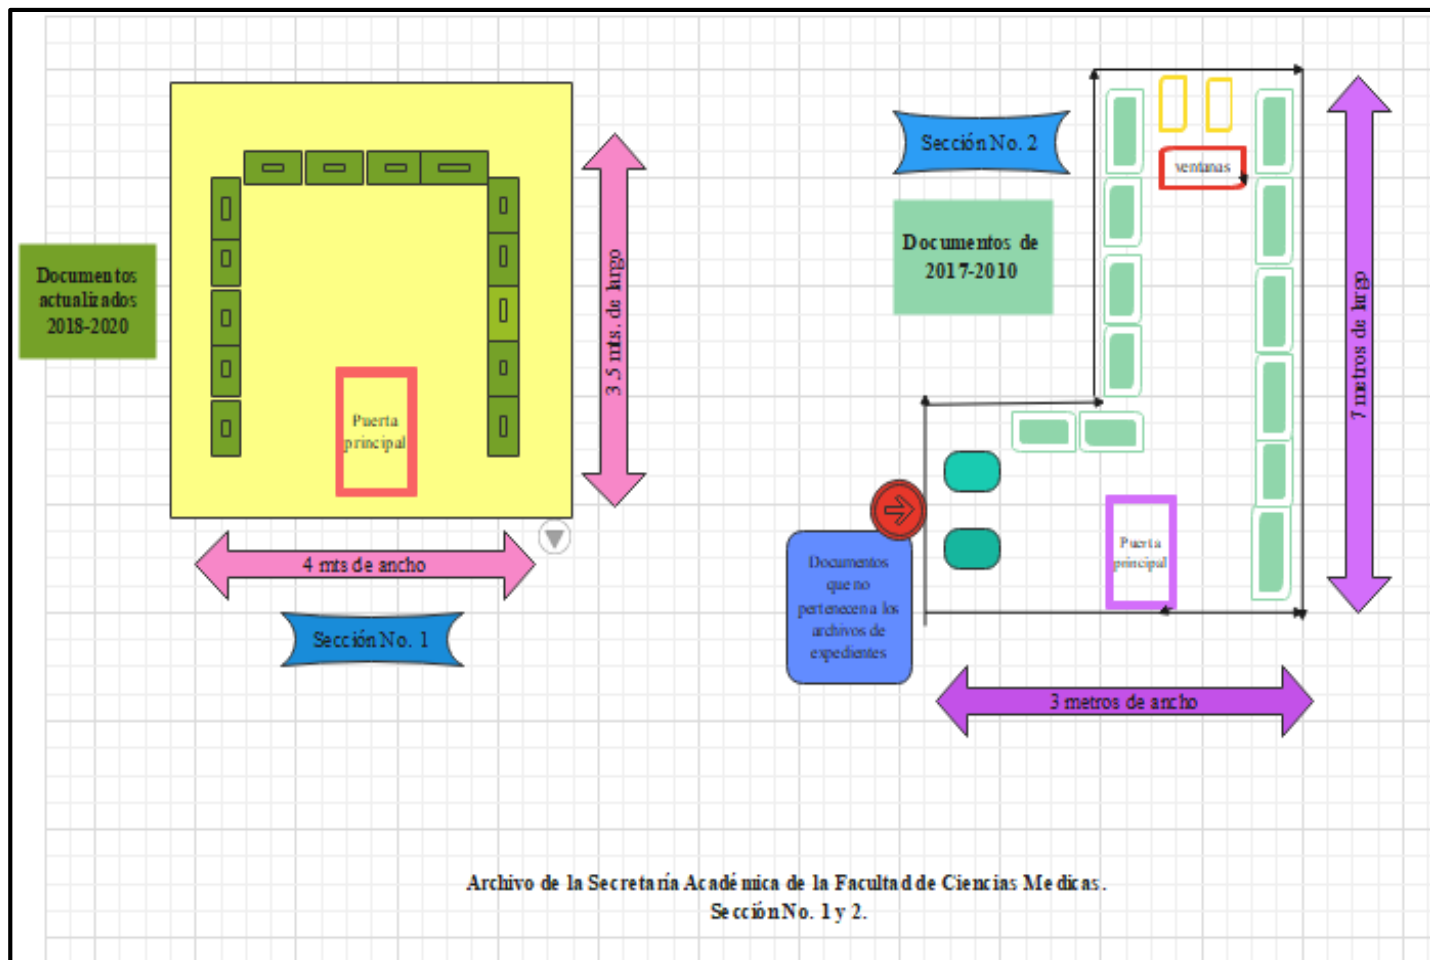 Documentos
actualizados
2018-2020
Puerta
principal
3.5 mts. de largo
4 mts de ancho
Sección No. 1
Sección No. 2
Documentos de
2017-2010
ventanas
7 metros de largo
Puerta
principal
Documentos
que no
pertenecen a los
archivos de
expedientes
3 metros de ancho
Archivo de la Secretaría Académica de la Facultad de Ciencias Medicas.
Sección No. 1 y 2.